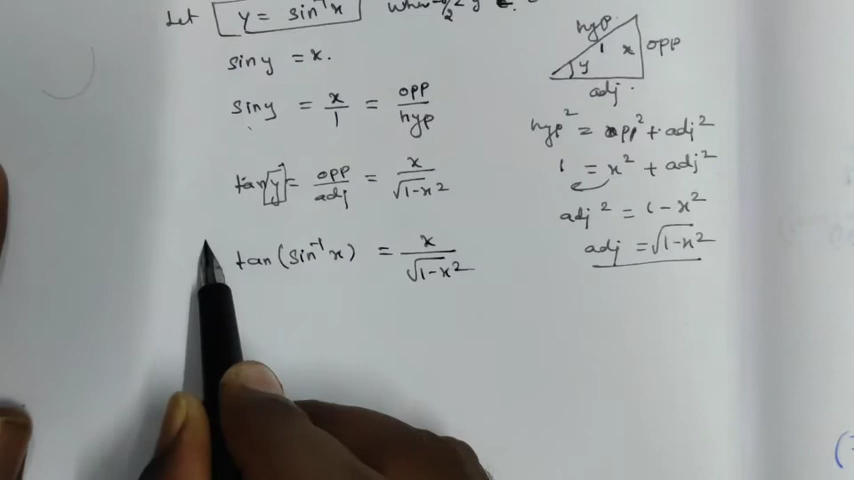 Let y = sin⁻¹x
sin y = x.
sin y = x/1 = opp/hyp
tan y = opp/adj = x/√1-x²
tan (sin⁻¹ x) = x/√1-x²
hyp
1
x
opp
y
adj.
hyp² = opp² + adj²
1 = x² + adj²
adj² = 1-x²
adj = √1-x²